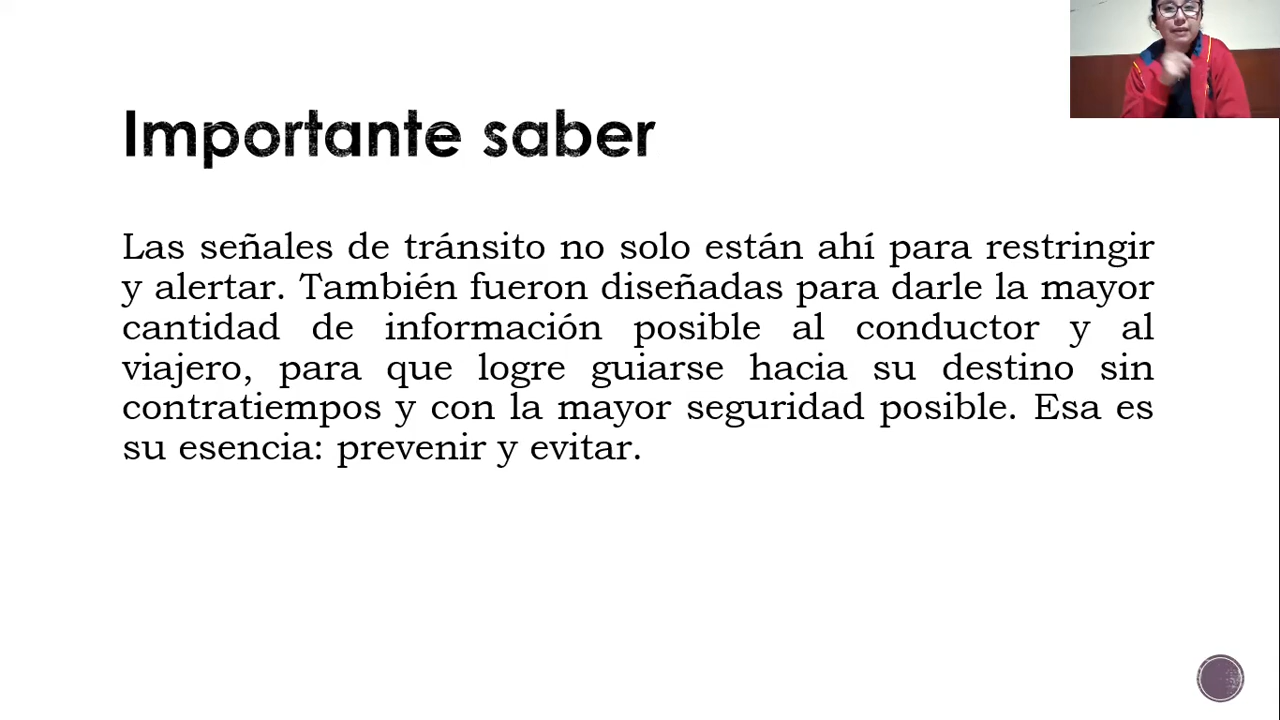 Importante saber
Las señales de tránsito no solo están ahí para restringir
y alertar. También fueron diseñadas para darle la mayor
cantidad de información posible al conductor y al
viajero, para que logre guiarse hacia su destino sin
contratiempos y con la mayor seguridad posible. Esa es
su esencia: prevenir y evitar.